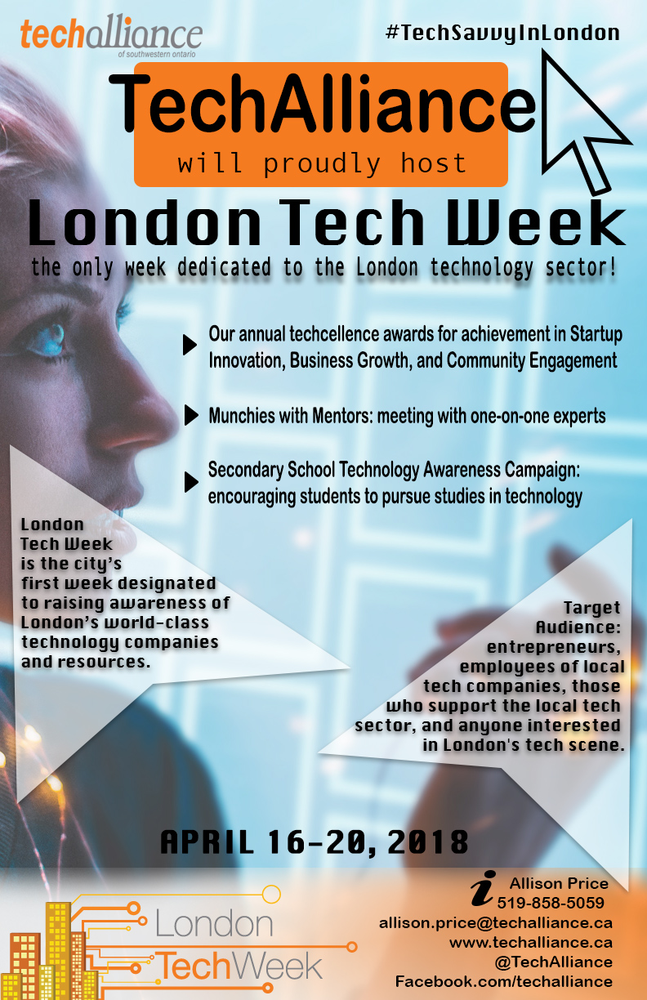 techalliance
of southwestern ontario
#TechSavvyInLondon
TechAlliance
will proudly host
London Tech Week
the only week dedicated to the London technology sector!
Our annual techcellence awards for achievement in Startup
Innovation, Business Growth, and Community Engagement
Munchies with Mentors: meeting with one-on-one experts
Secondary School Technology Awareness Campaign:
encouraging students to pursue studies in technology
London
Tech Week
is the city's
first week designated
to raising awareness of
London's world-class
technology companies
and resources.
Target
Audience:
entrepreneurs,
employees of local
tech companies, those
who support the local tech
sector, and anyone interested
in London's tech scene.
APRIL 16-20, 2018
London
TechWeek
i Allison Price
519-858-5059
allison.price@techalliance.ca
www.techalliance.ca
@TechAlliance
Facebook.com/techalliance